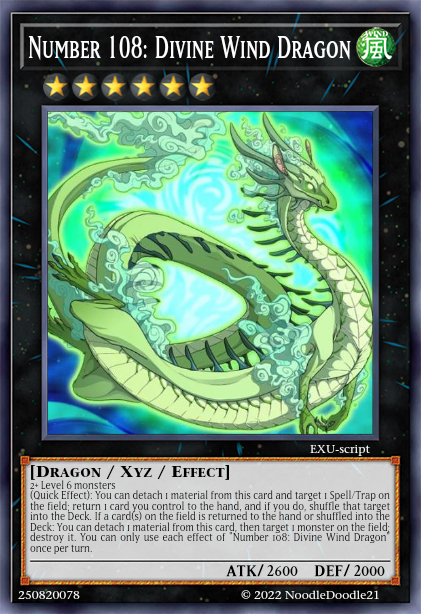 Number 108: Divine Wind Dragon
WIND
風
EXU-script
[Dragon / Xyz / Effect]
2+ Level 6 monsters
(Quick Effect): You can detach 1 material from this card and target 1 Spell/Trap on
the field; return 1 card you control to the hand, and if you do, shuffle that target
into the Deck. If a card(s) on the field is returned to the hand or shuffled into the
Deck: You can detach 1 material from this card, then target 1 monster on the field;
destroy it. You can only use each effect of "Number 108: Divine Wind Dragon"
once per turn.
ATK/2600 DEF/2000
250820078 © 2022 NoodleDoodle21